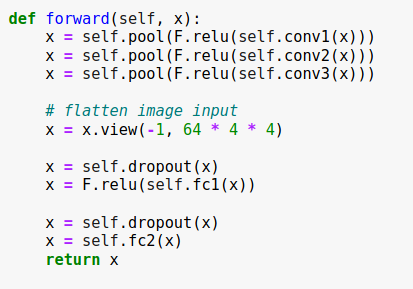 def forward(self, x):
    x = self.pool(F.relu(self.conv1(x)))
    x = self.pool(F.relu(self.conv2(x)))
    x = self.pool(F.relu(self.conv3(x)))

    # flatten image input
    x = x.view(-1, 64 * 4 * 4)

    x = self.dropout(x)
    x = F.relu(self.fc1(x))

    x = self.dropout(x)
    x = self.fc2(x)
    return x